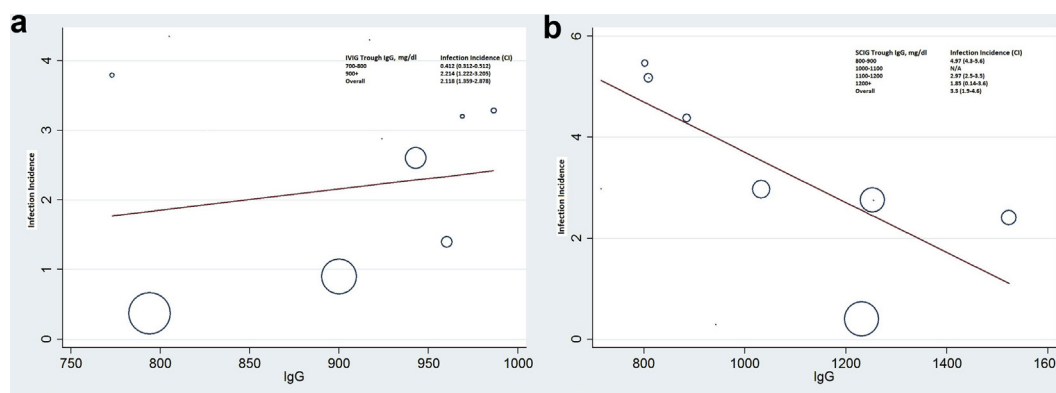 a
IVIG Trough IgG, mg/dl Infection Incidence (CI)
700-800 0.412 (0.312-0.512)
900+ 2.214 (1.222-3.205)
Overall 2.118 (1.359-2.878)
Infection Incidence
0 1 2 3 4
750 800 850 900 950 1000
IgG
b
SCIG Trough IgG, mg/dl Infection Incidence (CI)
800-900 4.97 (4.3-5.6)
1000-1100 N/A
1100-1200 2.97 (2.5-3.5)
1200+ 1.85 (0.14-3.6)
Overall 3.3 (1.9-4.6)
Infection Incidence
0 2 4 6
800 1000 1200 1400
IgG